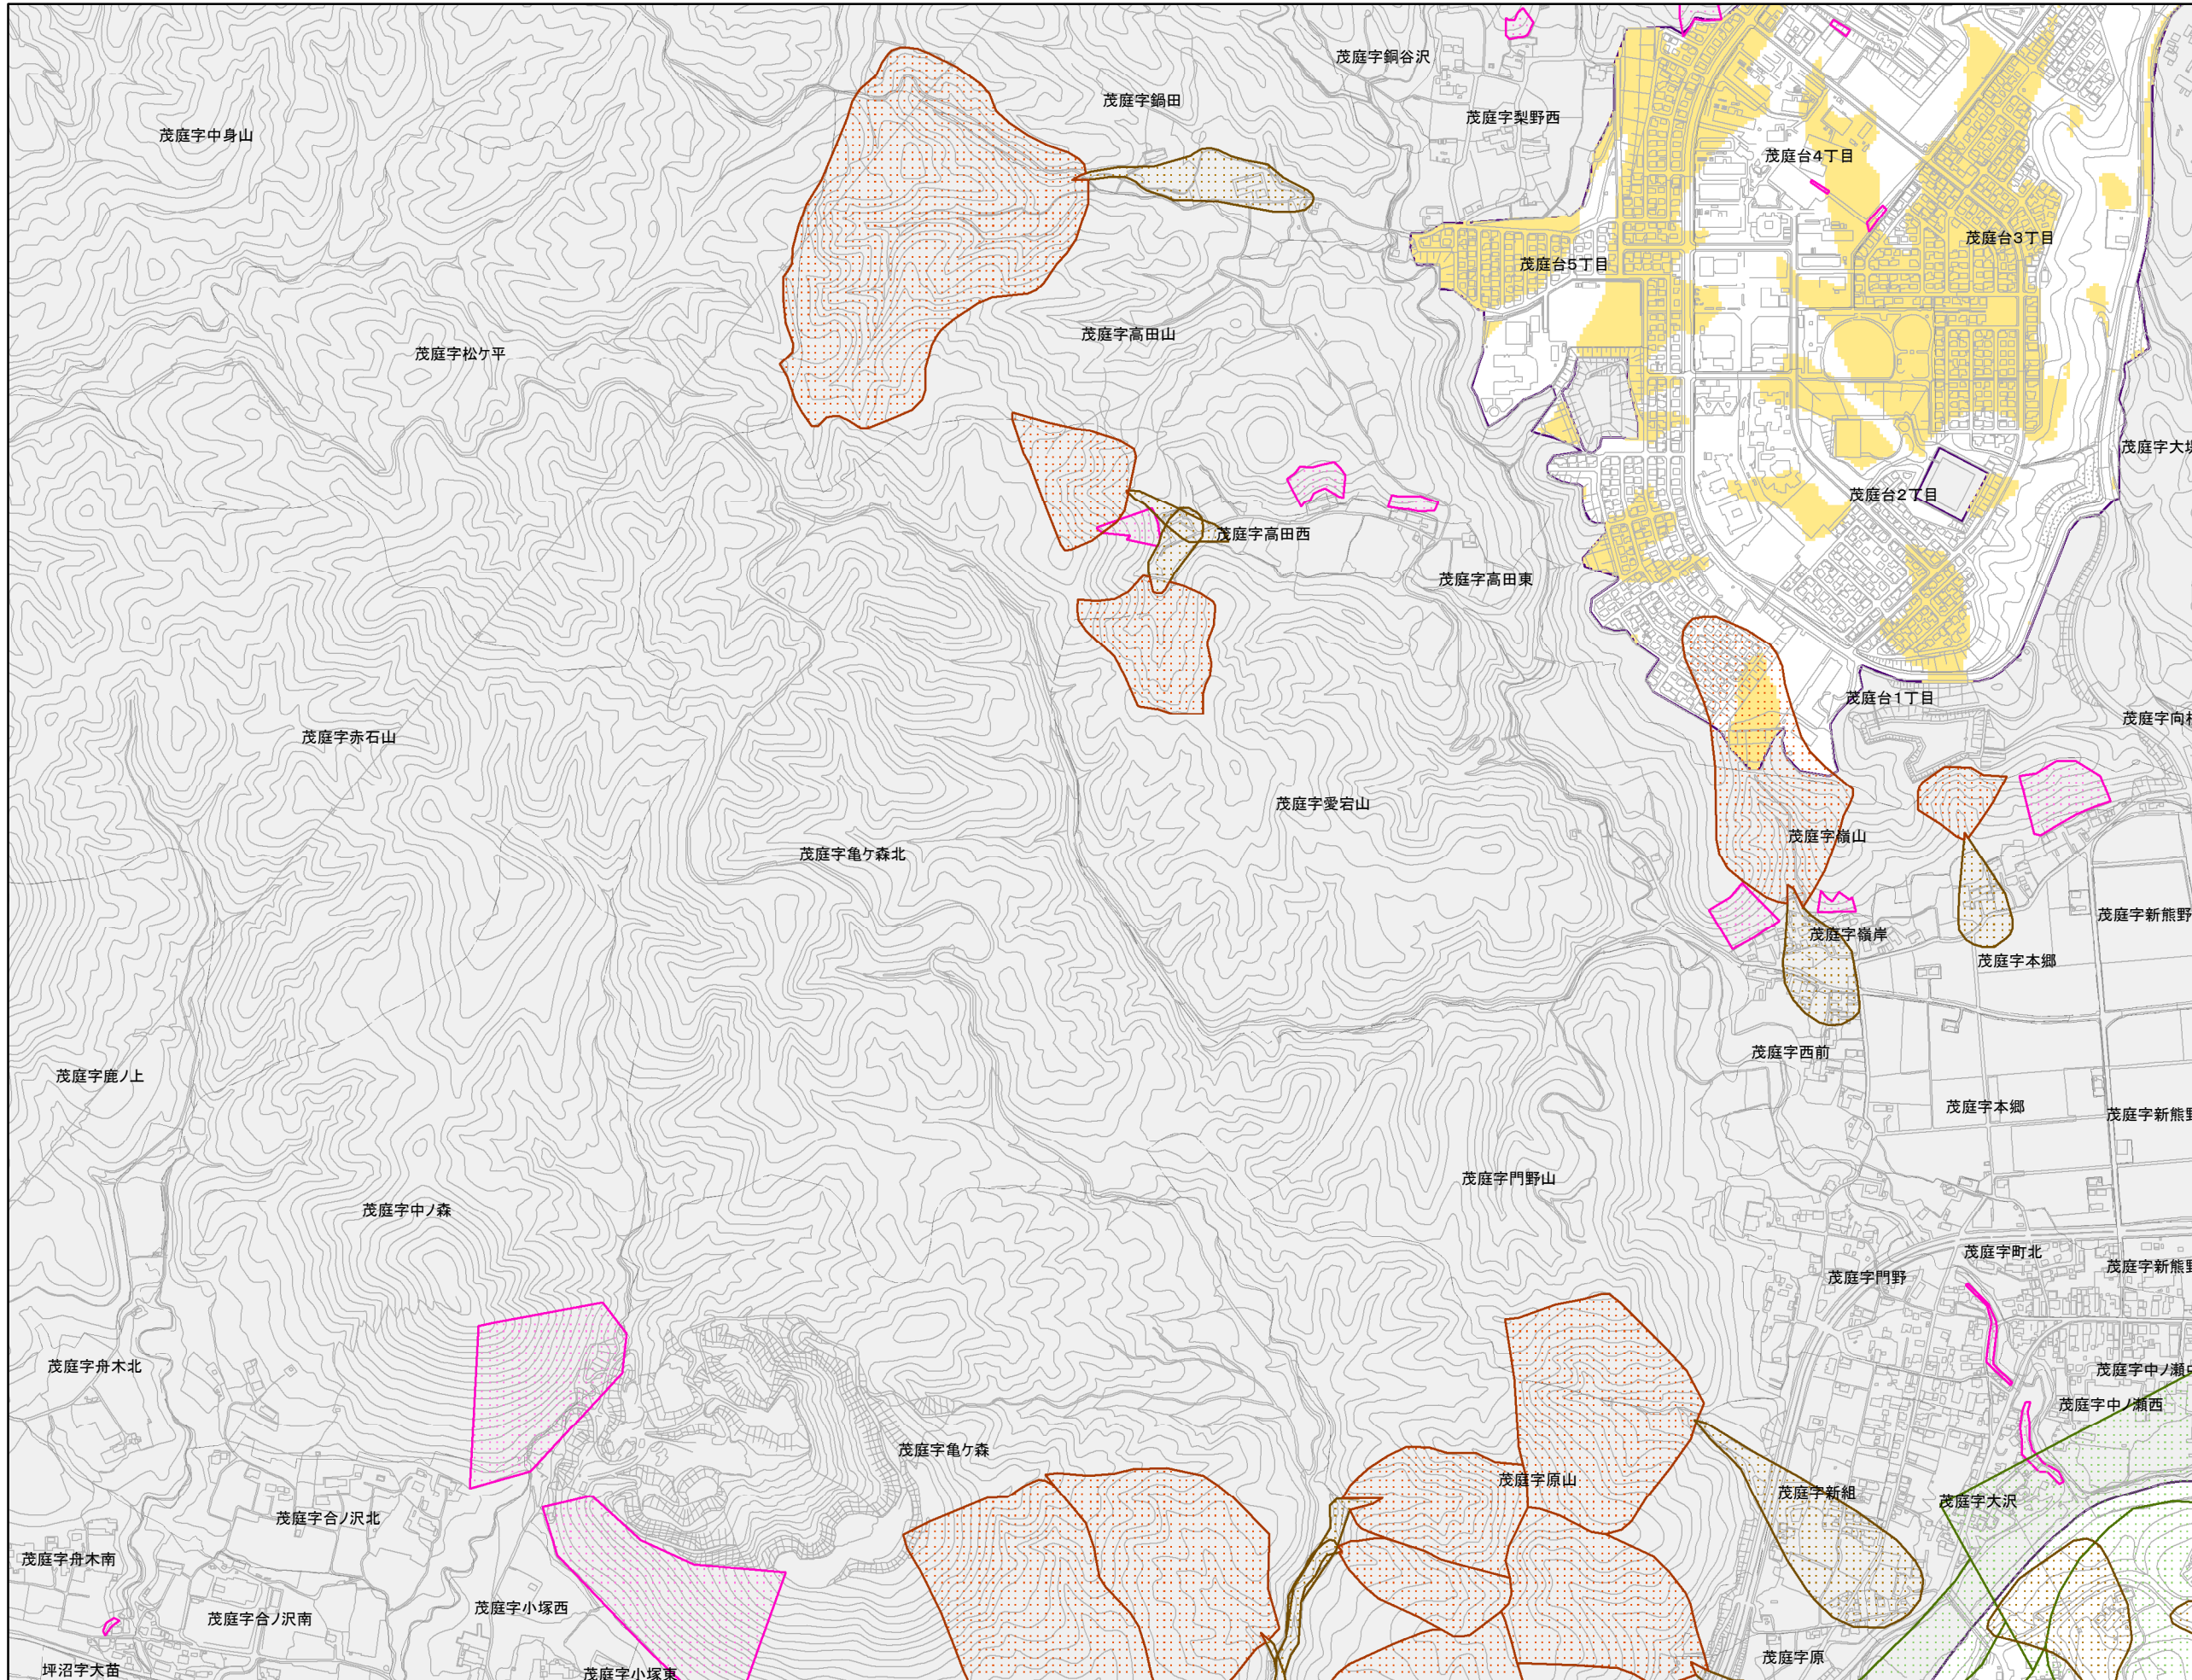 茂庭字銅谷沢
茂庭字鍋田
茂庭字梨野西
茂庭字中身山
茂庭台4丁目
茂庭台3丁目
茂庭台5丁目
茂庭字高田山
茂庭字松ケ平
茂庭字大堤
茂庭台2丁目
茂庭字高田西
茂庭字高田東
茂庭台1丁目
茂庭字向
茂庭字赤石山
茂庭字愛宕山
茂庭字嶺山
茂庭字亀ケ森北
茂庭字新熊野
茂庭字嶺岸
茂庭字本郷
茂庭字西前
茂庭字鹿ノ上
茂庭字本郷
茂庭字新熊野
茂庭字門野山
茂庭字中ノ森
茂庭字町北
茂庭字新熊野
茂庭字門野
茂庭字舟木北
茂庭字中ノ瀬中
茂庭字中ノ瀬西
茂庭字亀ケ森
茂庭字原山
茂庭字新組
茂庭字大沢
茂庭字合ノ沢北
茂庭字舟木南
茂庭字小塚西
茂庭字合ノ沢南
茂庭字原
坪沼字大苗
茂庭字小塚東